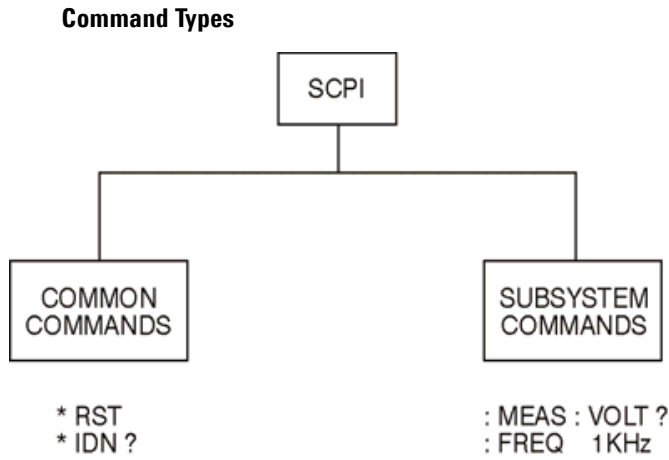 Command Types
SCPI
COMMON
COMMANDS
SUBSYSTEM
COMMANDS
* RST
* IDN ?
: MEAS : VOLT ?
: FREQ 1KHz